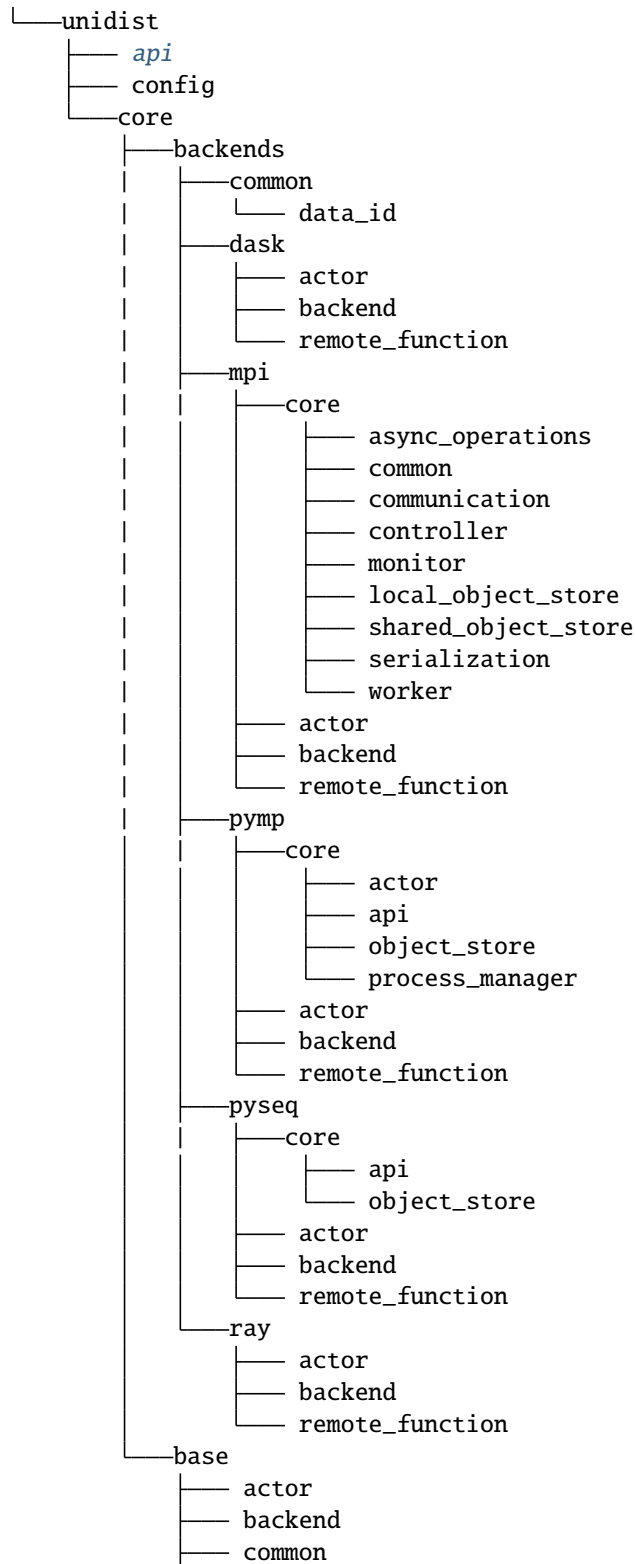 unidist
api
config
core
backends
common
data_id
dask
actor
backend
remote_function
mpi
core
async_operations
common
communication
controller
monitor
local_object_store
shared_object_store
serialization
worker
actor
backend
remote_function
pymp
core
actor
api
object_store
process_manager
actor
backend
remote_function
pyseq
core
api
object_store
actor
backend
remote_function
ray
actor
backend
remote_function
base
actor
backend
common